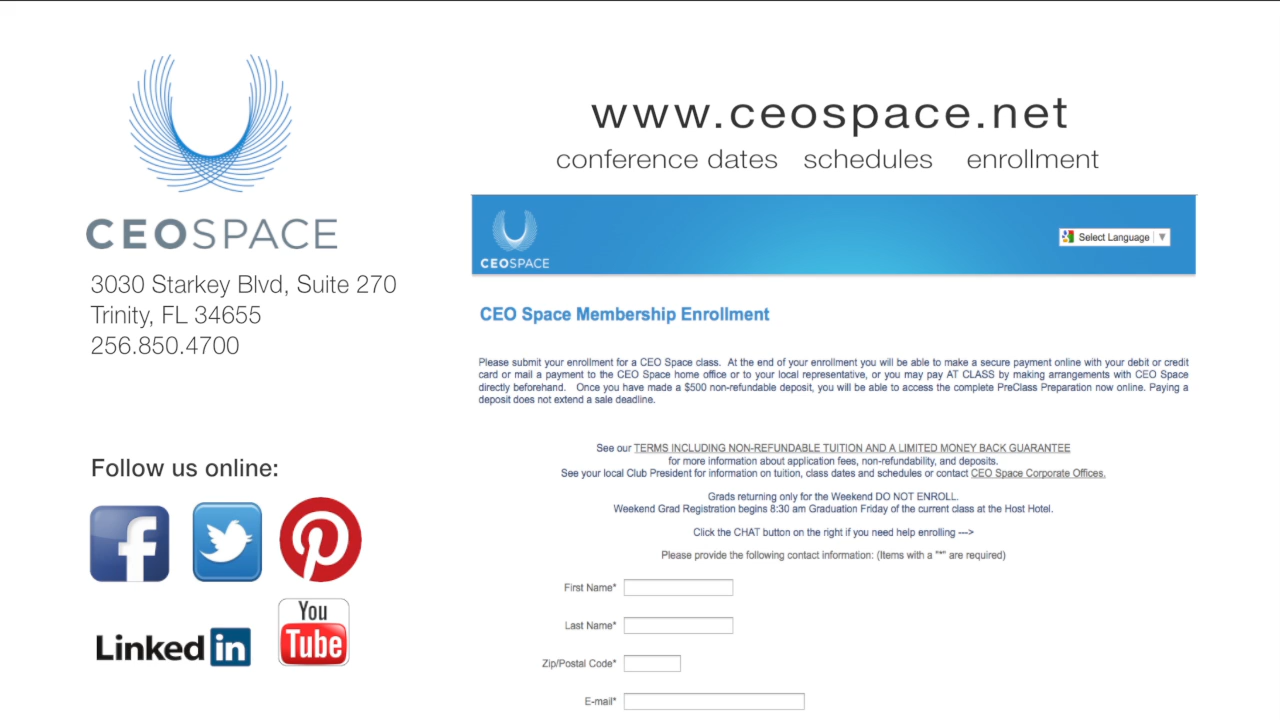 CEOSPACE
3030 Starkey Blvd, Suite 270
Trinity, FL 34655
256.850.4700
Follow us online:
f
P
Linked in
You
Tube
www.ceospace.net
conference dates schedules enrollment
CEOSPACE
Select Language ▼
CEO Space Membership Enrollment
Please submit your enrollment for a CEO Space class. At the end of your enrollment you will be able to make a secure payment online with your debit or credit
card or mail a payment to the CEO Space home office or to your local representative, or you may pay AT CLASS by making arrangements with CEO Space
directly beforehand. Once you have made a $500 non-refundable deposit, you will be able to access the complete PreClass Preparation now online. Paying a
deposit does not extend a sale deadline.
See our TERMS INCLUDING NON-REFUNDABLE TUITION AND A LIMITED MONEY BACK GUARANTEE
for more information about application fees, non-refundability, and deposits.
See your local Club President for information on tuition, class dates and schedules or contact CEO Space Corporate Offices.
Grads returning only for the Weekend DO NOT ENROLL.
Weekend Grad Registration begins 8:30 am Graduation Friday of the current class at the Host Hotel.
Click the CHAT button on the right if you need help enrolling --->
Please provide the following contact information: (Items with a "*" are required)
First Name*
Last Name*
Zip/Postal Code*
E-mail*